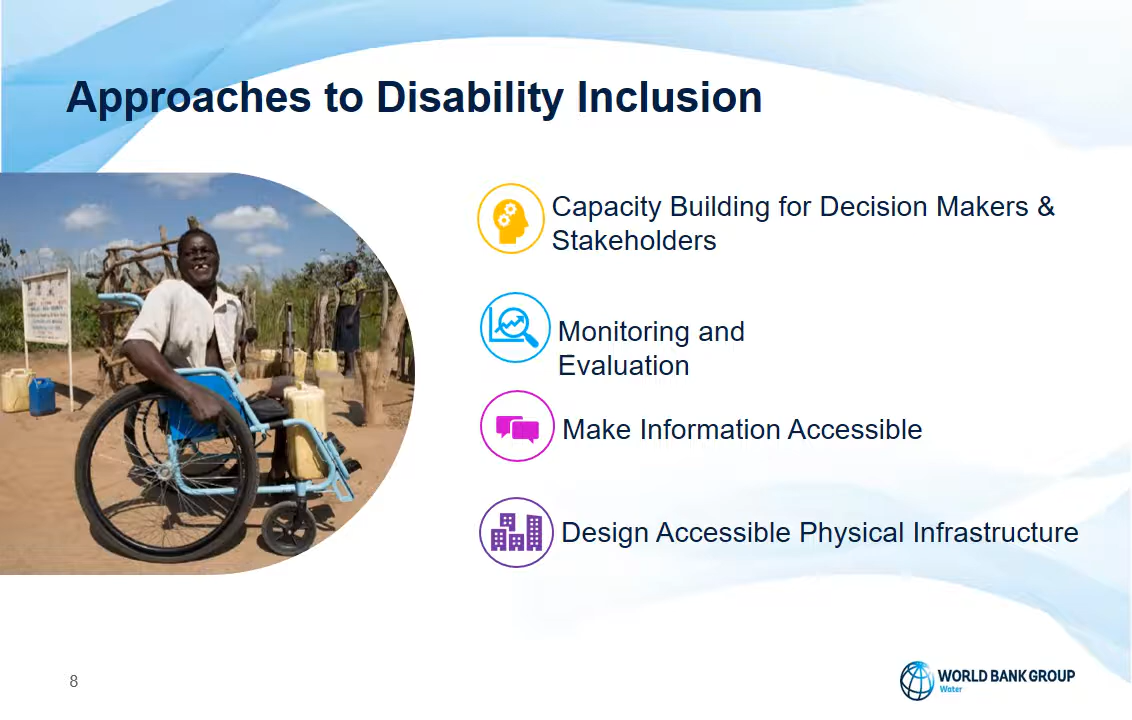 Approaches to Disability Inclusion
Capacity Building for Decision Makers &
Stakeholders
Monitoring and
Evaluation
Make Information Accessible
Design Accessible Physical Infrastructure
8
WORLD BANK GROUP
Water